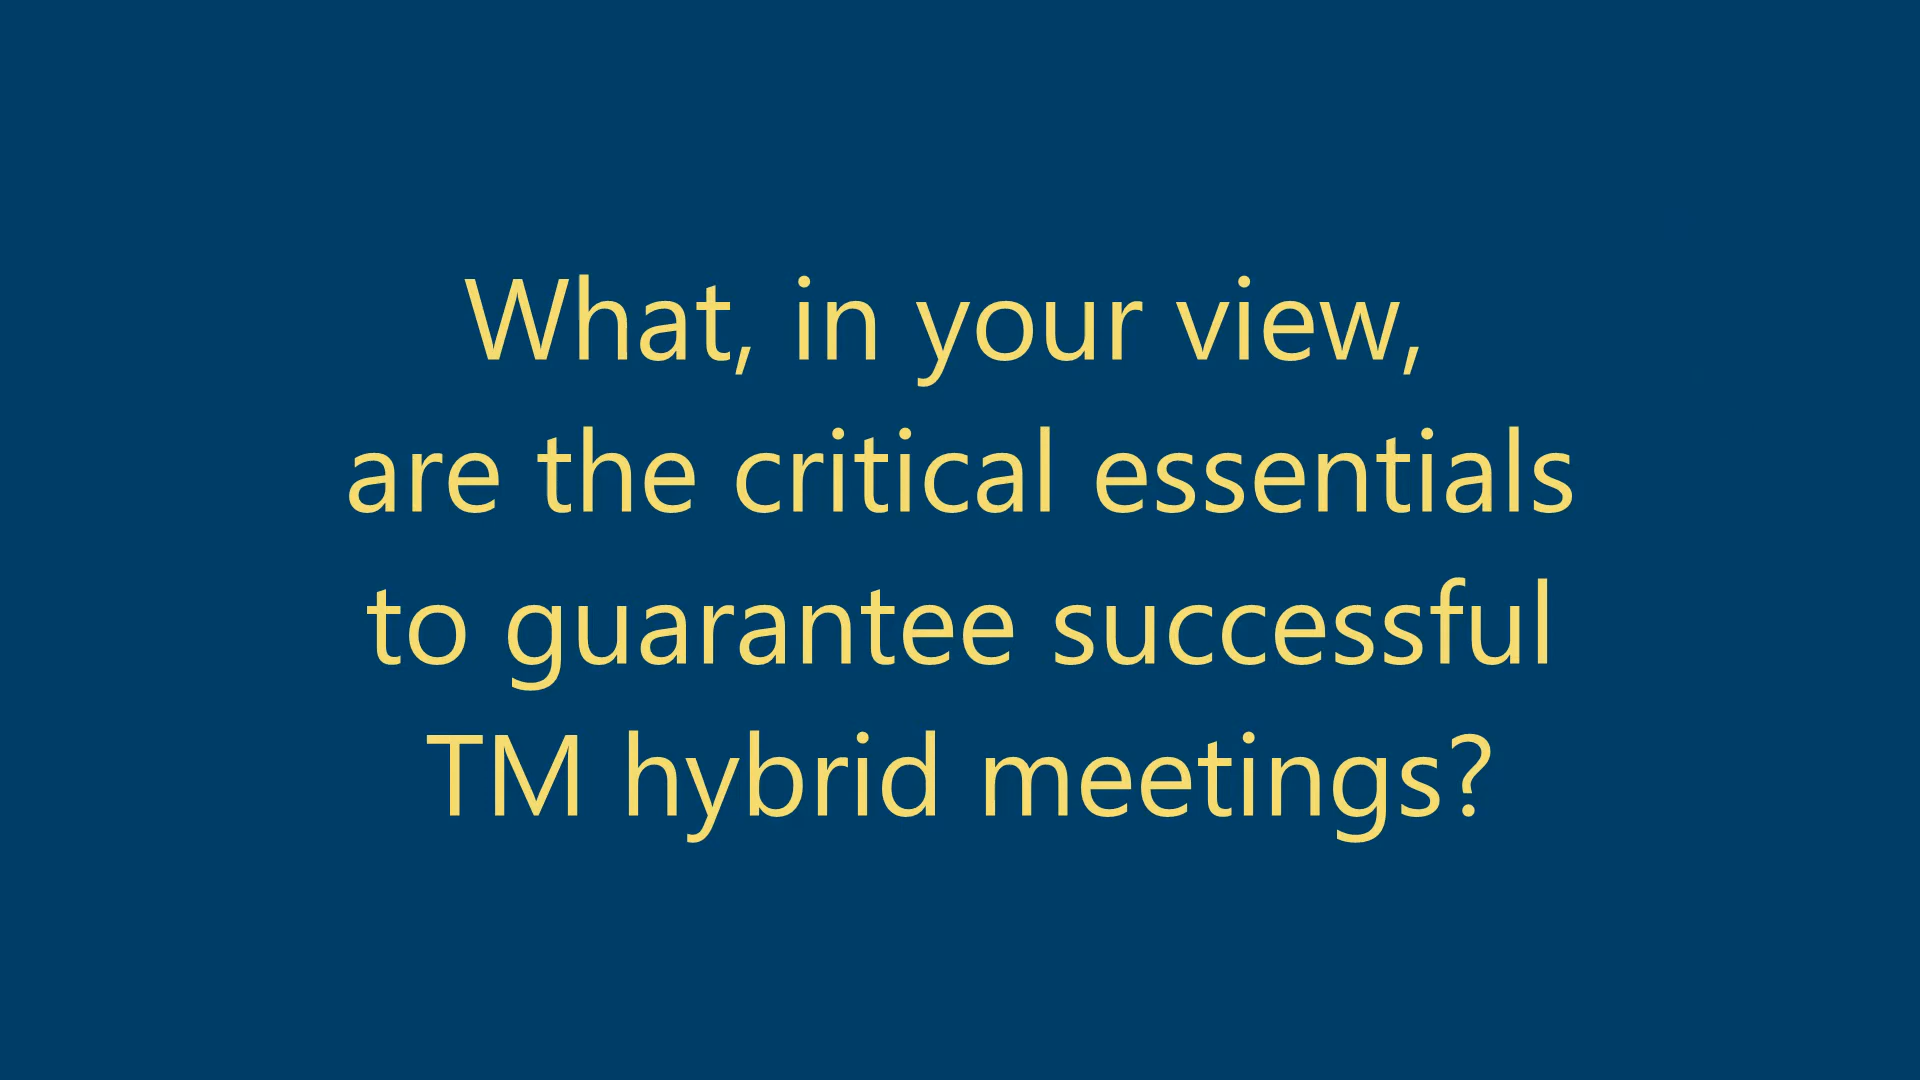 What, in your view,
are the critical essentials
to guarantee successful
TM hybrid meetings?